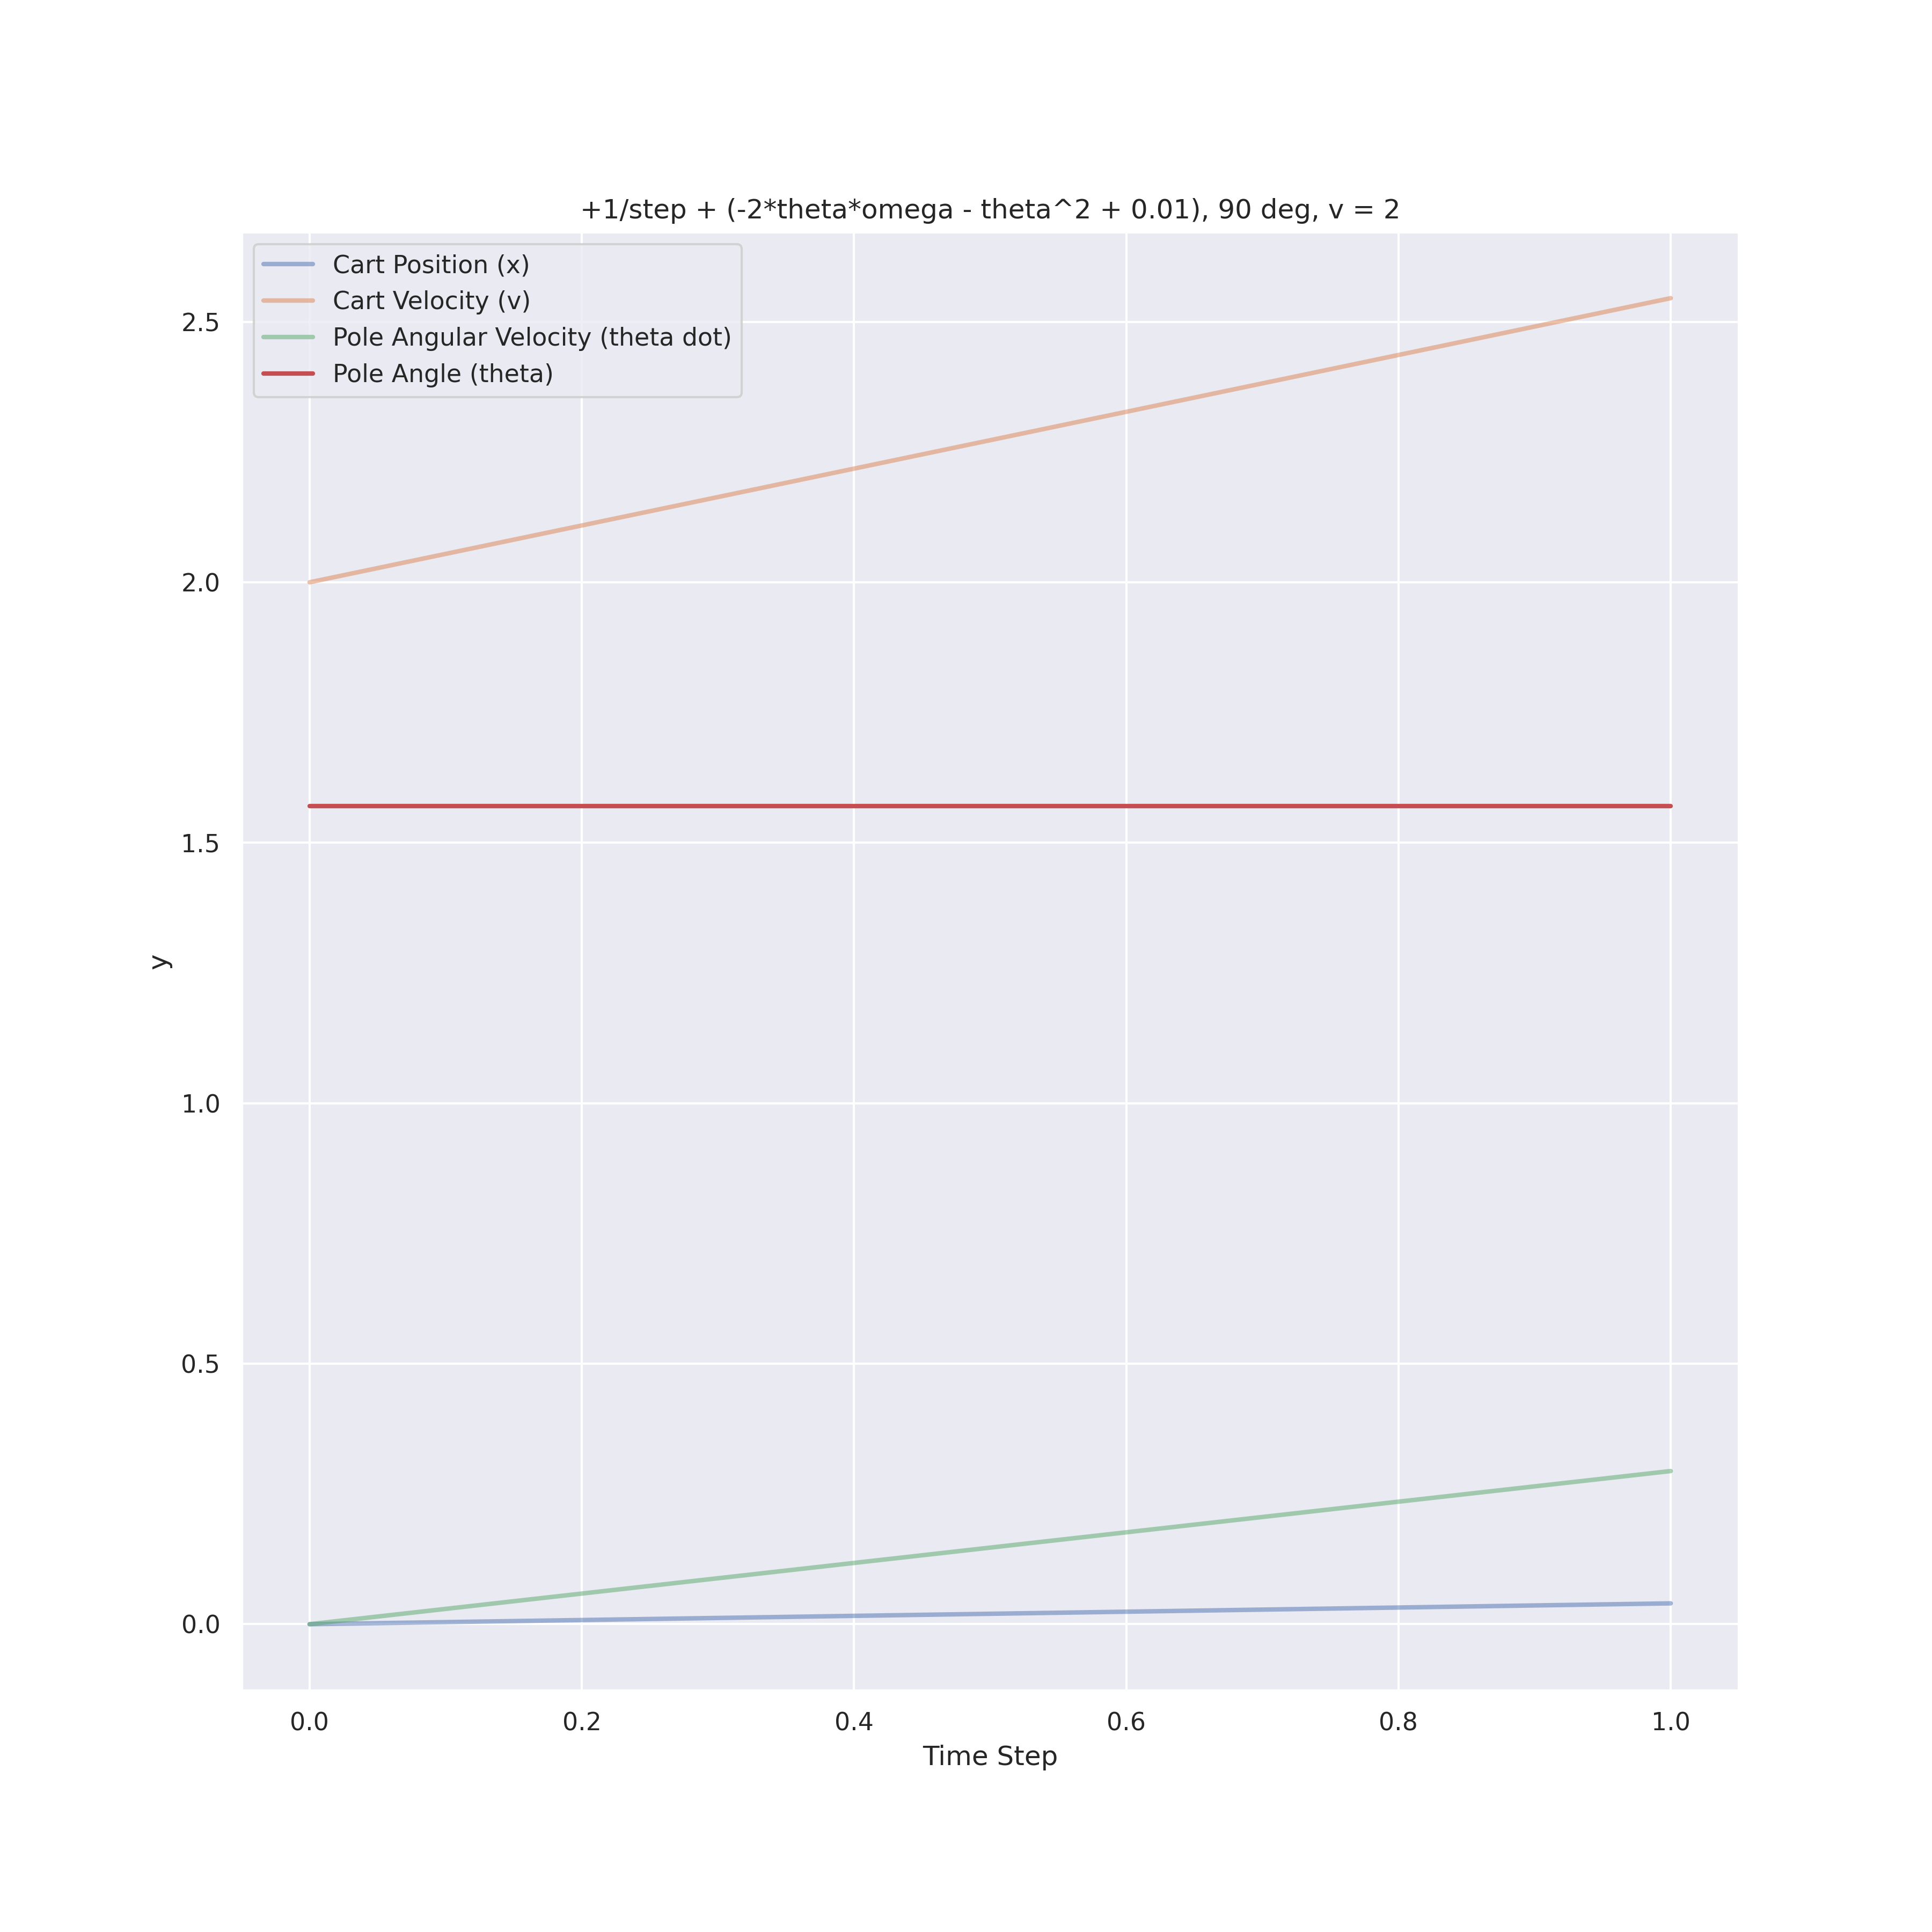 +1/step + (-2*theta*omega - theta^2 + 0.01), 90 deg, v = 2
Cart Position (x)
Cart Velocity (v)
Pole Angular Velocity (theta dot)
Pole Angle (theta)
2.5
2.0
1.5
1.0
0.5
0.0
y
0.0 0.2 0.4 0.6 0.8 1.0
Time Step